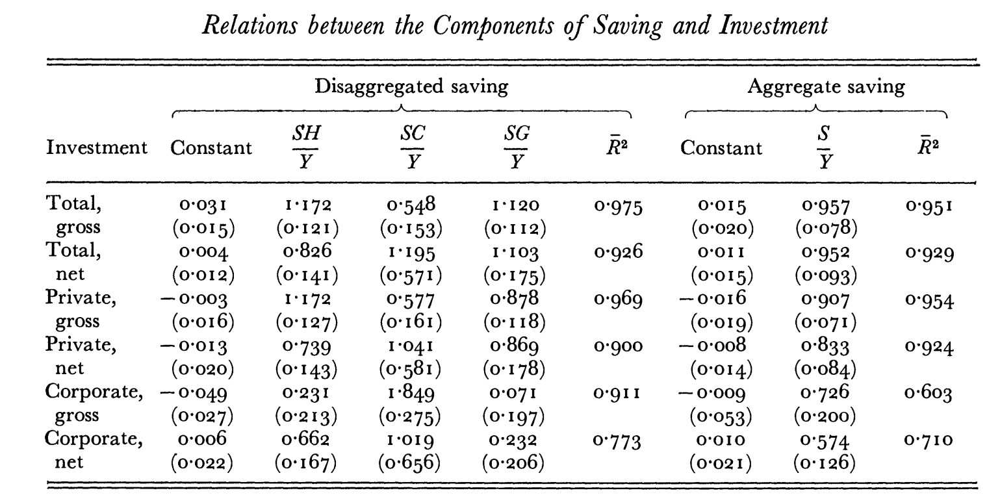 Relations between the Components of Saving and Investment
Disaggregated saving Aggregate saving
SH SC SG S
Investment Constant R̄² Constant R̄²
Y Y Y Y
Total, 0·031 1·172 0·548 1·120 0·975 0·015 0·957 0·951
gross (0·015) (0·121) (0·153) (0·112) (0·020) (0·078)
Total, 0·004 0·826 1·195 1·103 0·926 0·011 0·952 0·929
net (0·012) (0·141) (0·571) (0·175) (0·015) (0·093)
Private, −0·003 1·172 0·577 0·878 0·969 −0·016 0·907 0·954
gross (0·016) (0·127) (0·161) (0·118) (0·019) (0·071)
Private, −0·013 0·739 1·041 0·869 0·900 −0·008 0·833 0·924
net (0·020) (0·143) (0·581) (0·178) (0·014) (0·084)
Corporate, −0·049 0·231 1·849 0·071 0·911 −0·009 0·726 0·603
gross (0·027) (0·213) (0·275) (0·197) (0·053) (0·200)
Corporate, 0·006 0·662 1·019 0·232 0·773 0·010 0·574 0·710
net (0·022) (0·167) (0·656) (0·206) (0·021) (0·126)